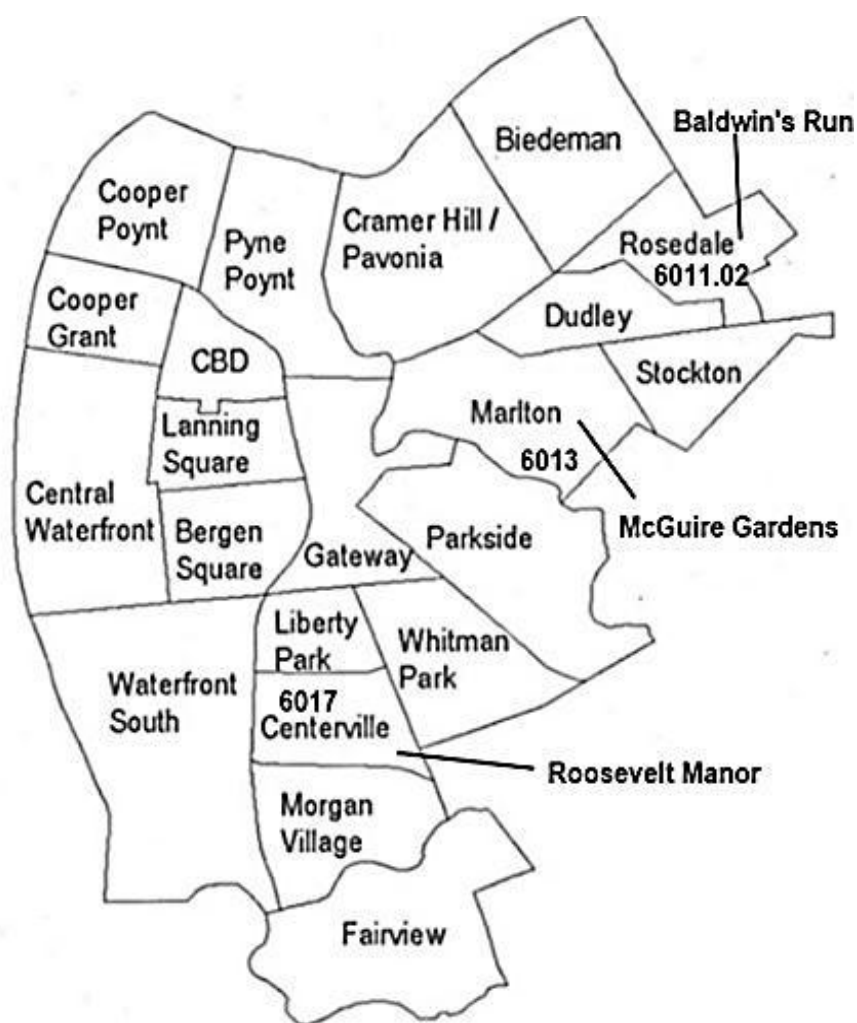 Baldwin's Run
Biedeman
Cooper
Poynt
Cramer Hill /
Pavonia
Pyne
Poynt
Rosedale
6011.02
Cooper
Grant
Dudley
CBD
Stockton
Marlton
Lanning
Square
6013
Central
Waterfront
McGuire Gardens
Bergen
Square
Gateway
Parkside
Liberty
Park
Whitman
Park
Waterfront
South
6017
Centerville
Roosevelt Manor
Morgan
Village
Fairview